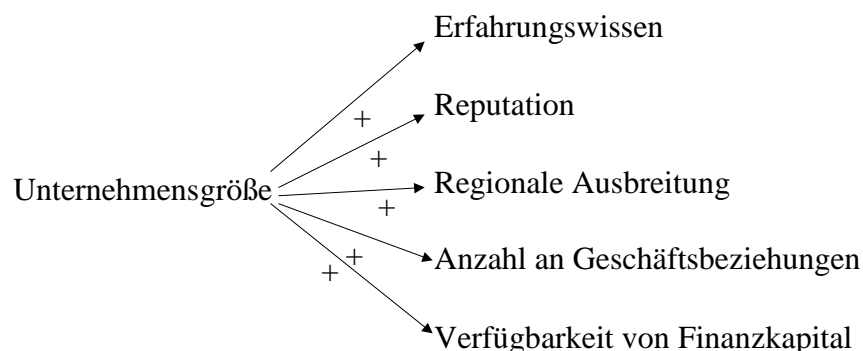 Erfahrungswissen
+
Reputation
+
Unternehmensgröße
Regionale Ausbreitung
+
+
Anzahl an Geschäftsbeziehungen
+
Verfügbarkeit von Finanzkapital